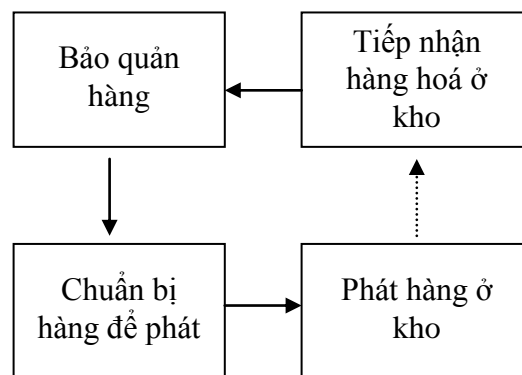 Bảo quản
hàng
Tiếp nhận
hàng hoá ở
kho
Chuẩn bị
hàng để phát
Phát hàng ở
kho